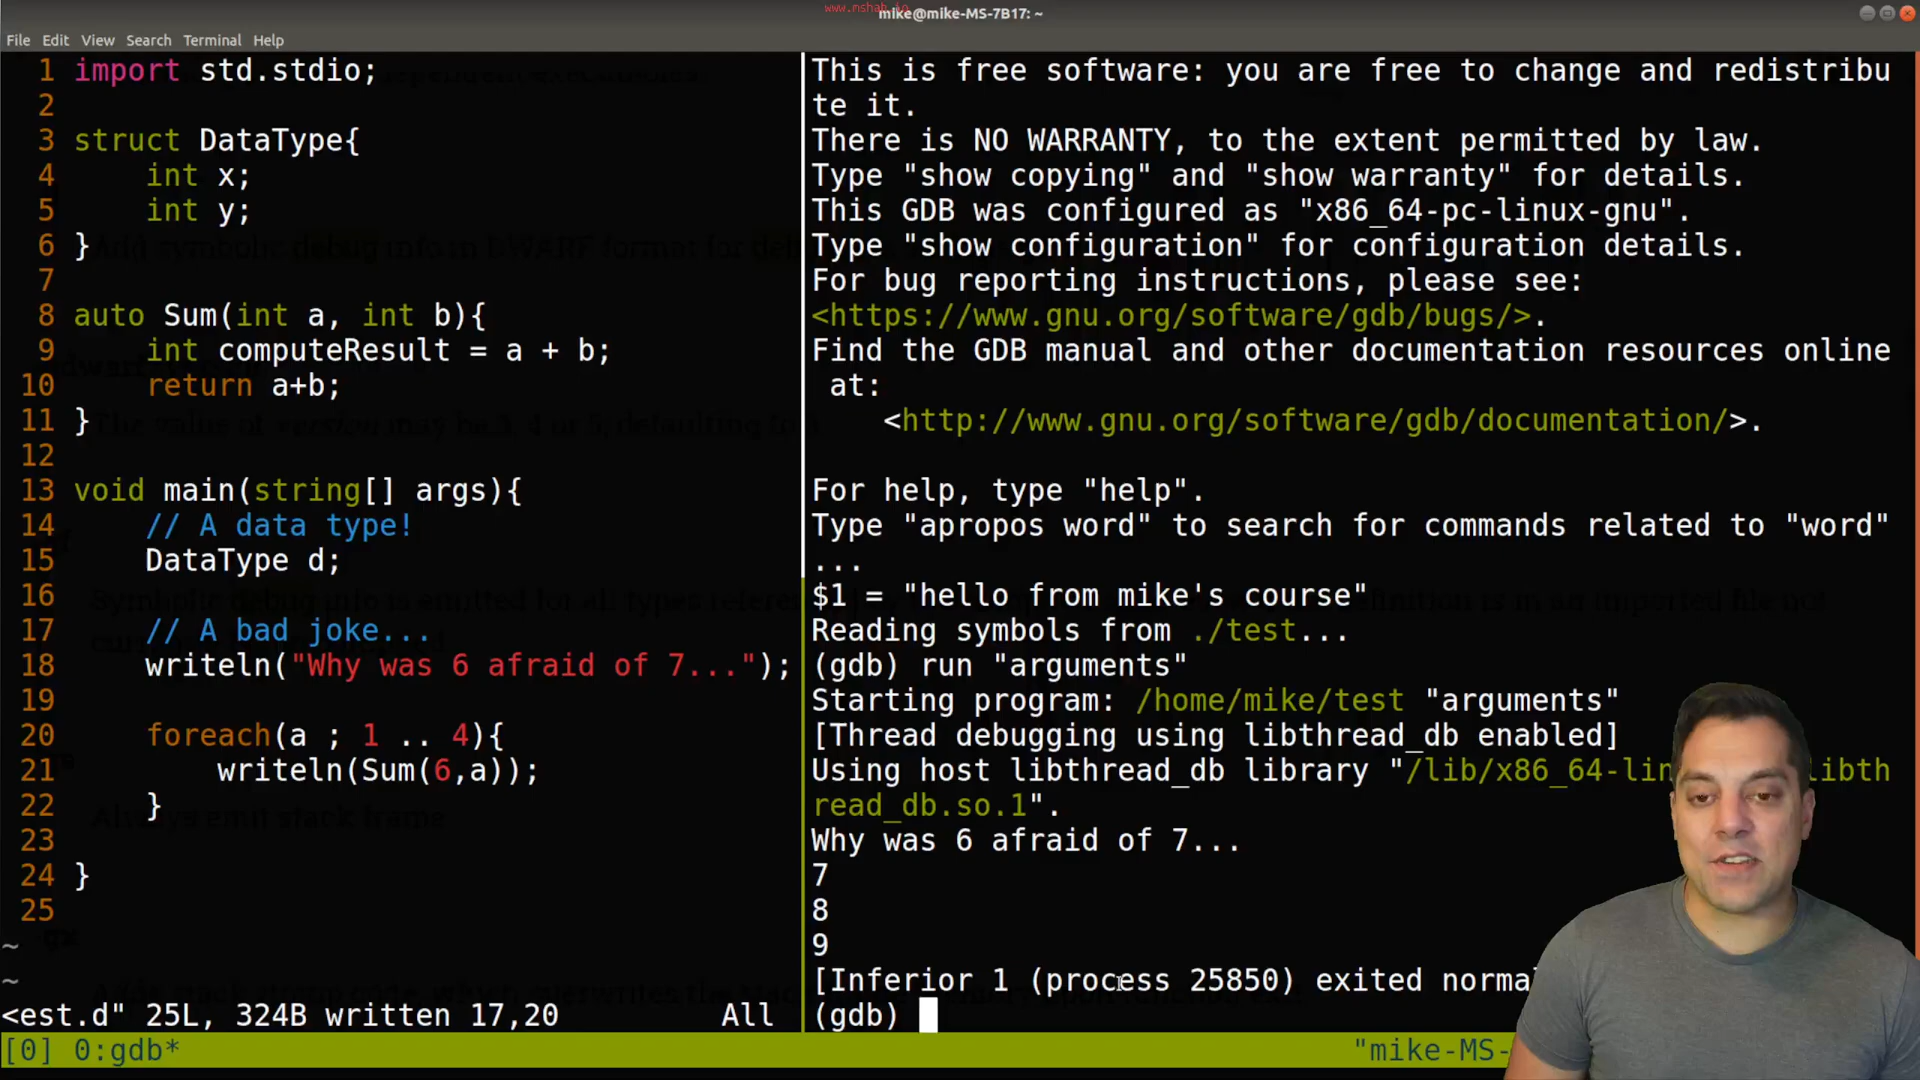 www.mshah.io
mike@mike-MS-7B17: ~
File Edit View Search Terminal Help
1 import std.stdio;
2
3 struct DataType{
4 int x;
5 int y;
6 }
7
8 auto Sum(int a, int b){
9 int computeResult = a + b;
10 return a+b;
11 }
12
13 void main(string[] args){
14 // A data type!
15 DataType d;
16
17 // A bad joke...
18 writeln("Why was 6 afraid of 7...");
19
20 foreach(a ; 1 .. 4){
21 writeln(Sum(6,a));
22 }
23
24 }
25
~
~
<est.d" 25L, 324B written 17,20 All
This is free software: you are free to change and redistribu
te it.
There is NO WARRANTY, to the extent permitted by law.
Type "show copying" and "show warranty" for details.
This GDB was configured as "x86_64-pc-linux-gnu".
Type "show configuration" for configuration details.
For bug reporting instructions, please see:
<https://www.gnu.org/software/gdb/bugs/>.
Find the GDB manual and other documentation resources online
at:
<http://www.gnu.org/software/gdb/documentation/>.
For help, type "help".
Type "apropos word" to search for commands related to "word"
...
$1 = "hello from mike's course"
Reading symbols from ./test...
(gdb) run "arguments"
Starting program: /home/mike/test "arguments"
[Thread debugging using libthread_db enabled]
Using host libthread_db library "/lib/x86_64-lin libth
read_db.so.1".
Why was 6 afraid of 7...
7
8
9
[Inferior 1 (process 25850) exited norma
(gdb)
[0] 0:gdb* "mike-MS-